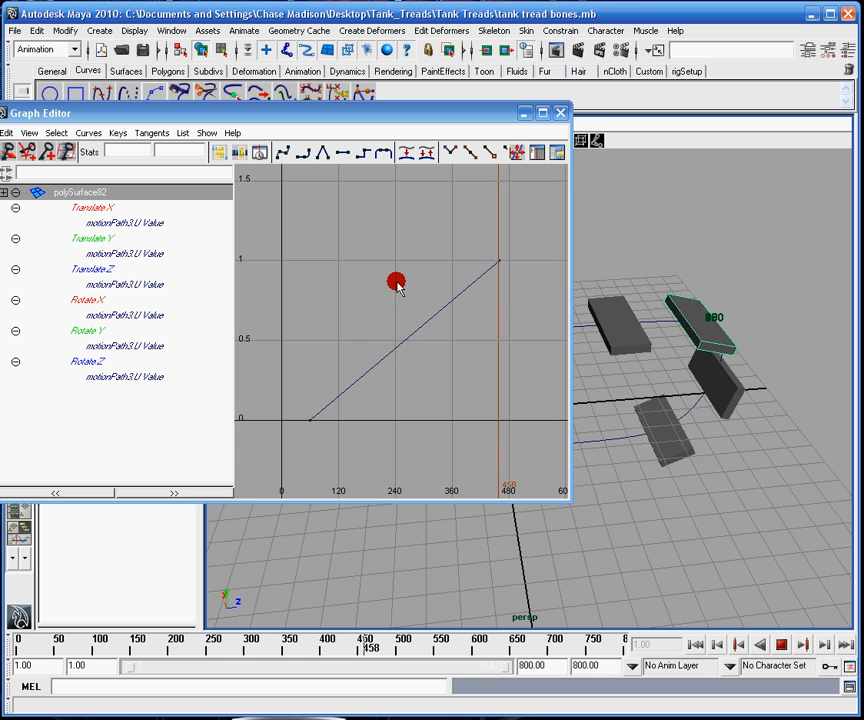 Autodesk Maya 2010: C:\Documents and Settings\Chase Madison\Desktop\Tank_Treads\Tank Treads\tank tread bones.mb
File Edit Modify Create Display Window Assets Animate Geometry Cache Create Deformers Edit Deformers Skeleton Skin Constrain Character Muscle Help
Animation
General Curves Surfaces Polygons Subdivs Deformation Animation Dynamics Rendering PaintEffects Toon Fluids Fur Hair nCloth Custom rigSetup
Graph Editor
Edit View Select Curves Keys Tangents List Show Help
Stats
polySurface82
Translate X
motionPath3.U Value
Translate Y
motionPath3.U Value
Translate Z
motionPath3.U Value
Rotate X
motionPath3.U Value
Rotate Y
motionPath3.U Value
Rotate Z
motionPath3.U Value
1.5
1
0.5
0
458
0 120 240 360 480 60
<< >>
x z
persp
0 50 100 150 200 250 300 350 400 450 500 550 600 650 700 750 8
458
1.00
1.00 1.00 800.00 800.00 No Anim Layer No Character Set
MEL